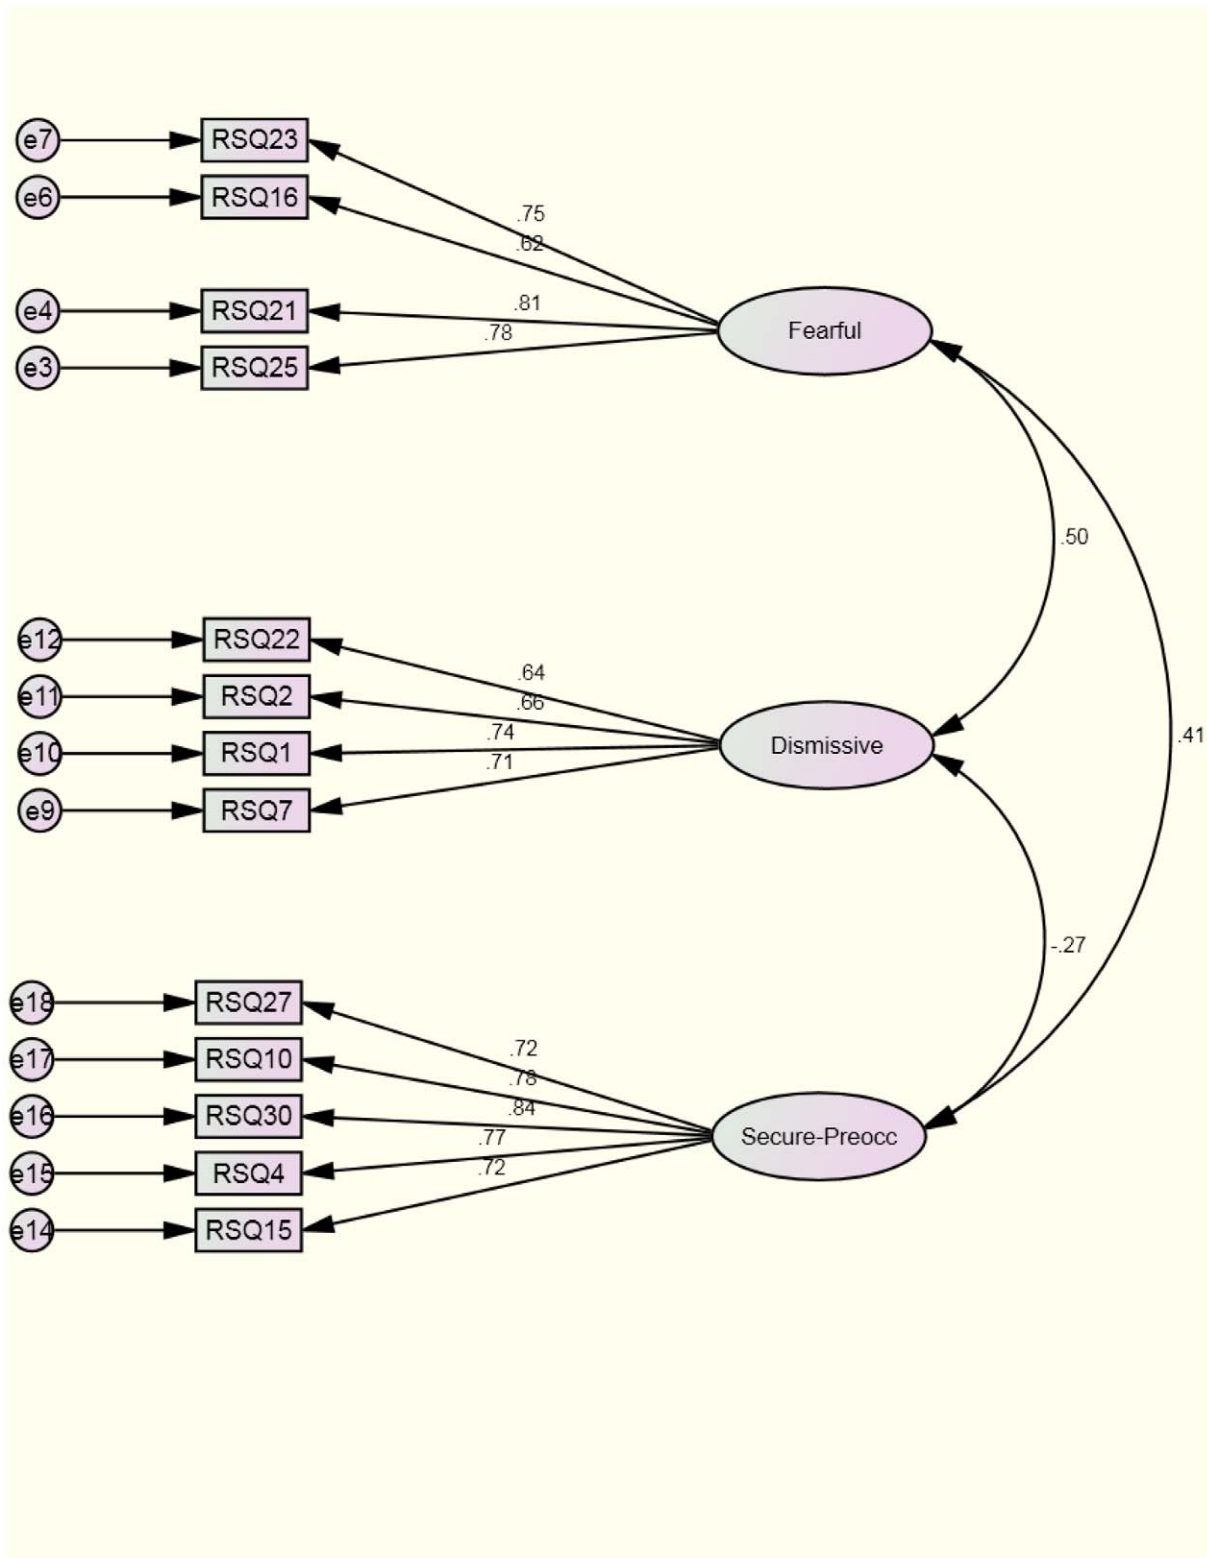 e7 RSQ23
e6 RSQ16
.75
.62
e4 RSQ21
.81
Fearful
.78
e3 RSQ25
.50
e12 RSQ22
.64
e11 RSQ2
.66
.74
e10 RSQ1
Dismissive
.41
.71
e9 RSQ7
-.27
e18 RSQ27
.72
e17 RSQ10
.78
.84
e16 RSQ30
.77
Secure-Preocc
e15 RSQ4
.72
e14 RSQ15